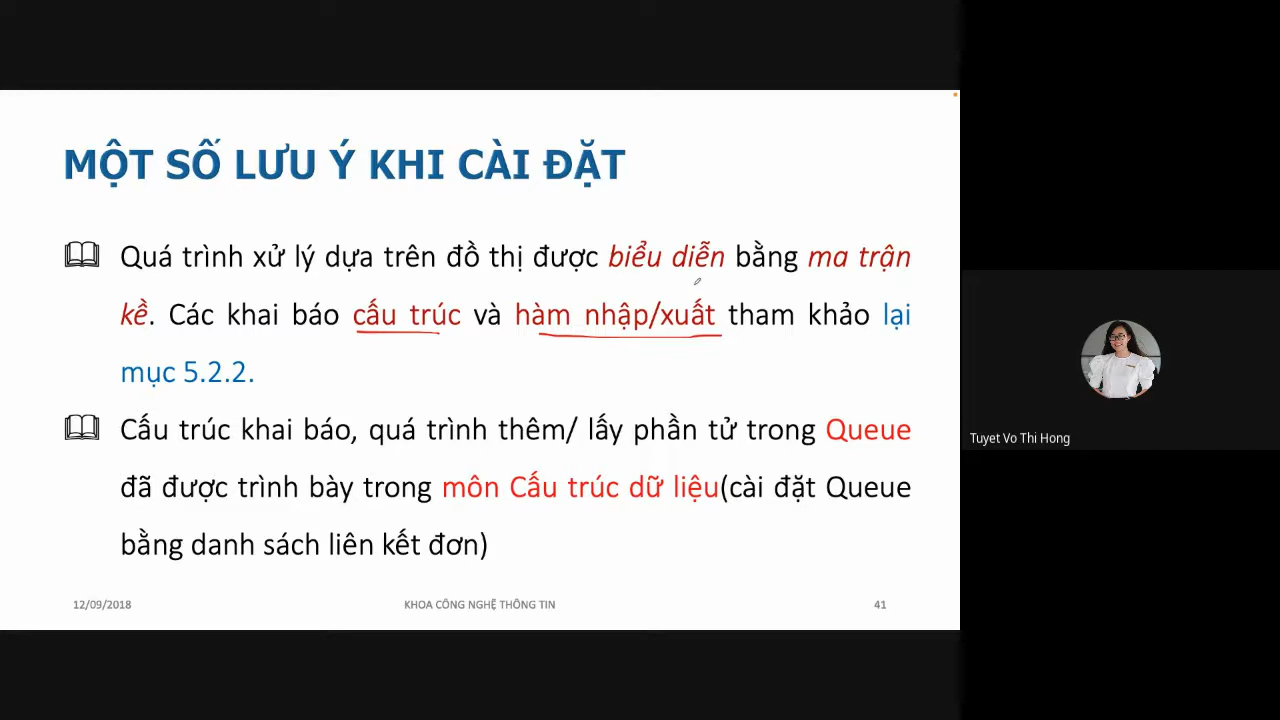 MỘT SỐ LƯU Ý KHI CÀI ĐẶT
Quá trình xử lý dựa trên đồ thị được biểu diễn bằng ma trận
kề. Các khai báo cấu trúc và hàm nhập/xuất tham khảo lại
mục 5.2.2.
Cấu trúc khai báo, quá trình thêm/ lấy phần tử trong Queue
đã được trình bày trong môn Cấu trúc dữ liệu(cài đặt Queue
bằng danh sách liên kết đơn)
12/09/2018
KHOA CÔNG NGHỆ THÔNG TIN
41
Tuyet Vo Thi Hong